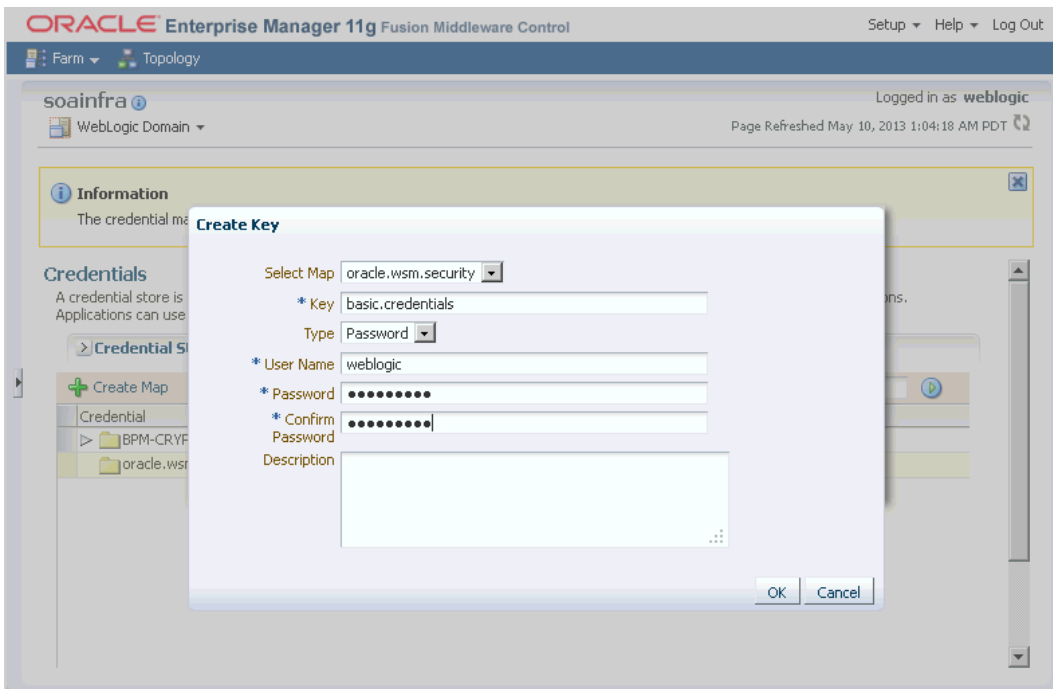 ORACLE Enterprise Manager 11g Fusion Middleware Control
Setup Help Log Out
Farm Topology
soainfra
Logged in as weblogic
WebLogic Domain
Page Refreshed May 10, 2013 1:04:18 AM PDT
Information
The credential ma
Create Key
Select Map oracle.wsm.security
* Key basic.credentials
Type Password
* User Name weblogic
* Password •••••••••
* Confirm Password •••••••••
Description
OK Cancel
Credentials
A credential store is
Applications can use
Credential S
Create Map
Credential
BPM-CRYP
oracle.wsm